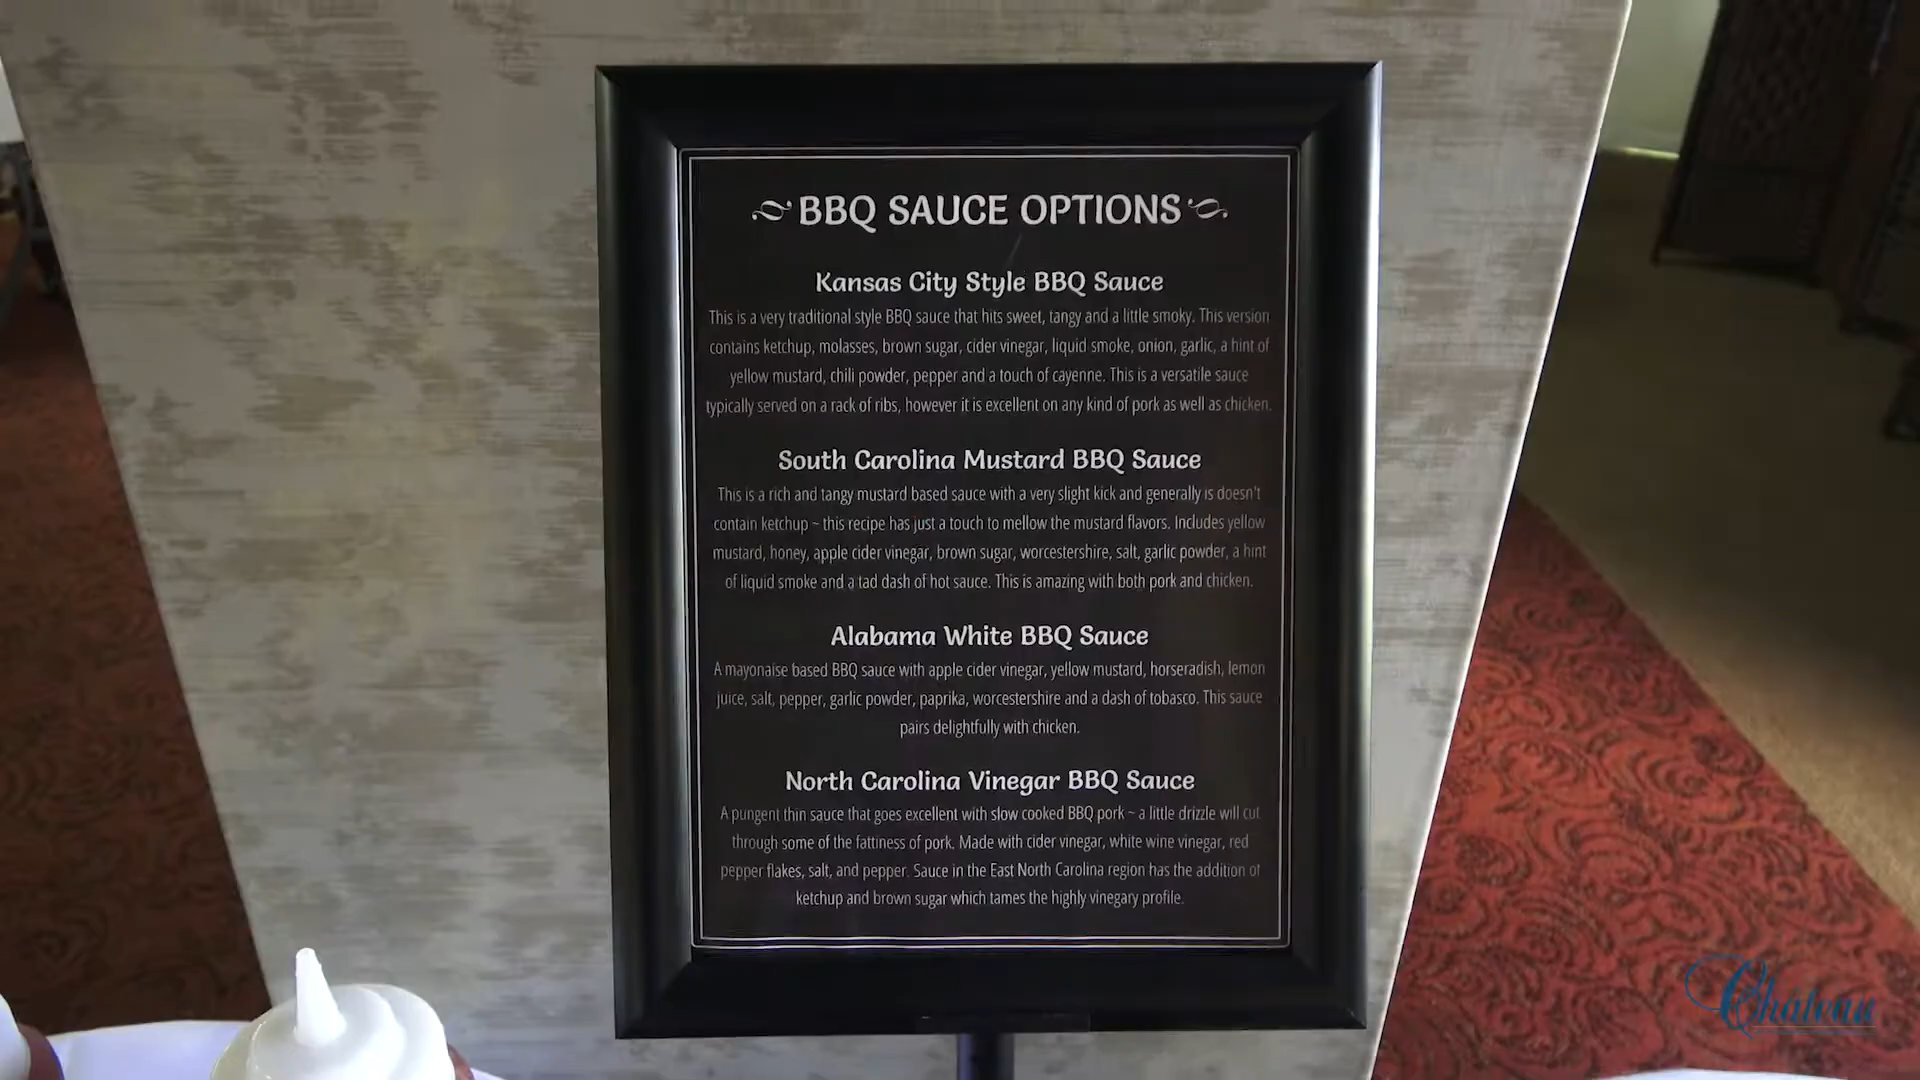 BBQ SAUCE OPTIONS
Kansas City Style BBQ Sauce
This is a very traditional style BBQ sauce that hits sweet, tangy and a little smoky. This version
contains ketchup, molasses, brown sugar, cider vinegar, liquid smoke, onion, garlic, a hint of
yellow mustard, chili powder, pepper and a touch of cayenne. This is a versatile sauce
typically served on a rack of ribs, however it is excellent on any kind of pork as well as chicken.
South Carolina Mustard BBQ Sauce
This is a rich and tangy mustard based sauce with a very slight kick and generally is doesn't
contain ketchup ~ this recipe has just a touch to mellow the mustard flavors. Includes yellow
mustard, honey, apple cider vinegar, brown sugar, worcestershire, salt, garlic powder, a hint
of liquid smoke and a tad dash of hot sauce. This is amazing with both pork and chicken.
Alabama White BBQ Sauce
A mayonaise based BBQ sauce with apple cider vinegar, yellow mustard, horseradish, lemon
juice, salt, pepper, garlic powder, paprika, worcestershire and a dash of tobasco. This sauce
pairs delightfully with chicken.
North Carolina Vinegar BBQ Sauce
A pungent thin sauce that goes excellent with slow cooked BBQ pork ~ a little drizzle will cut
through some of the fattiness of pork. Made with cider vinegar, white wine vinegar, red
pepper flakes, salt, and pepper. Sauce in the East North Carolina region has the addition of
ketchup and brown sugar which tames the highly vinegary profile.
Château